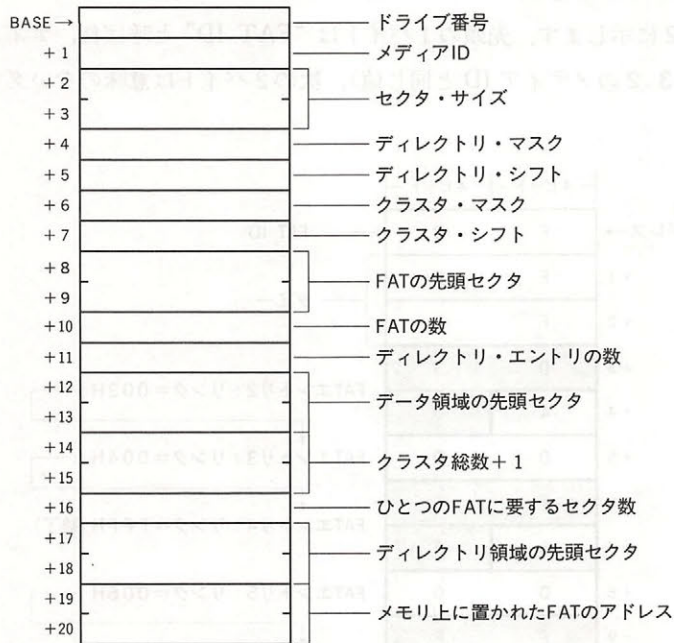 BASE→ ドライブ番号
+1 メディアID
+2
+3 セクタ・サイズ
+4 ディレクトリ・マスク
+5 ディレクトリ・シフト
+6 クラスタ・マスク
+7 クラスタ・シフト
+8
+9 FATの先頭セクタ
+10 FATの数
+11 ディレクトリ・エントリの数
+12
+13 データ領域の先頭セクタ
+14
+15 クラスタ総数+1
+16 ひとつのFATに要するセクタ数
+17
+18 ディレクトリ領域の先頭セクタ
+19
+20 メモリ上に置かれたFATのアドレス